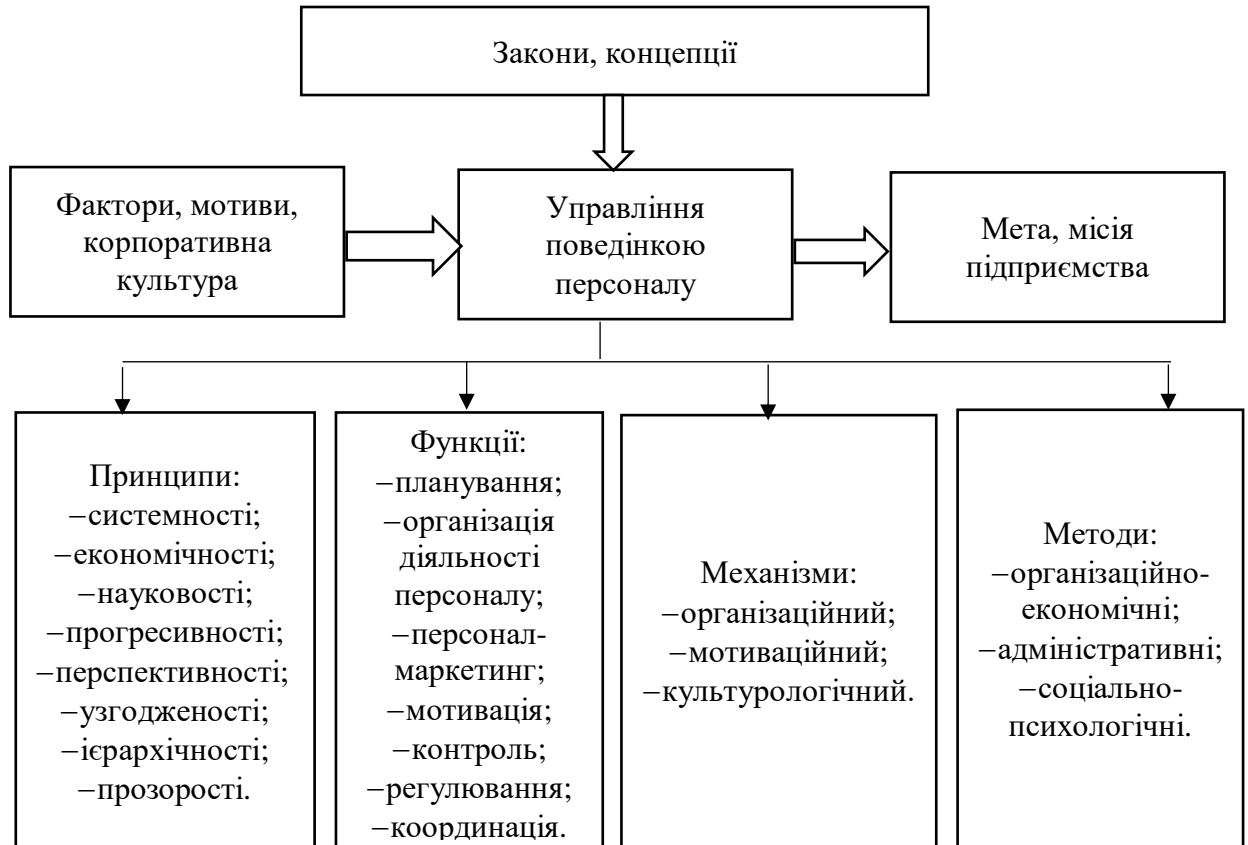 Закони, концепції
Фактори, мотиви,
корпоративна
культура
Управління
поведінкою
персоналу
Мета, місія
підприємства
Принципи:
–системності;
–економічності;
–науковості;
–прогресивності;
–перспективності;
–узгодженості;
–ієрархічності;
–прозорості.
Функції:
–планування;
–організація
діяльності
персоналу;
–персонал-
маркетинг;
–мотивація;
–контроль;
–регулювання;
–координація.
Механізми:
–організаційний;
–мотиваційний;
–культурологічний.
Методи:
–організаційно-
економічні;
–адміністративні;
–соціально-
психологічні.